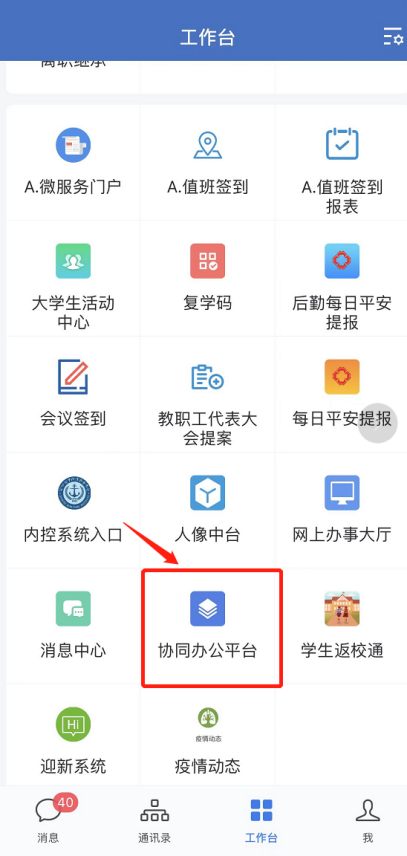 工作台
离职继承
A.微服务门户
A.值班签到
A.值班签到
报表
大学生活动
中心
复学码
后勤每日平安
提报
会议签到
教职工代表大
会提案
每日平安提报
内控系统入口
人像中台
网上办事大厅
消息中心
协同办公平台
学生返校通
Hi
疫情动态
迎新系统
疫情动态
40
消息
通讯录
工作台
我